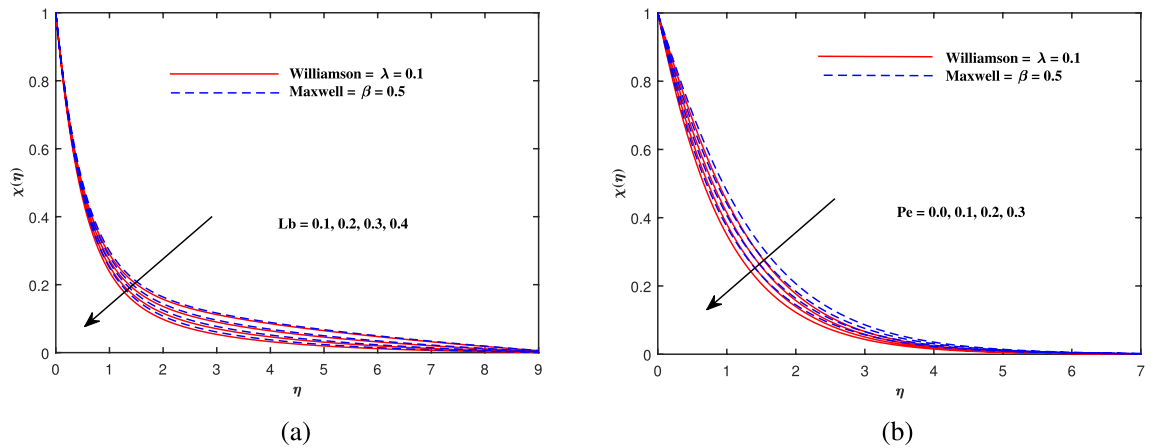 1
0.8
0.6
0.4
0.2
0
χ(η)
0 1 2 3 4 5 6 7 8 9
η
Williamson = λ = 0.1
Maxwell = β = 0.5
Lb = 0.1, 0.2, 0.3, 0.4
(a)
1
0.8
0.6
0.4
0.2
0
χ(η)
0 1 2 3 4 5 6 7
η
Williamson = λ = 0.1
Maxwell = β = 0.5
Pe = 0.0, 0.1, 0.2, 0.3
(b)